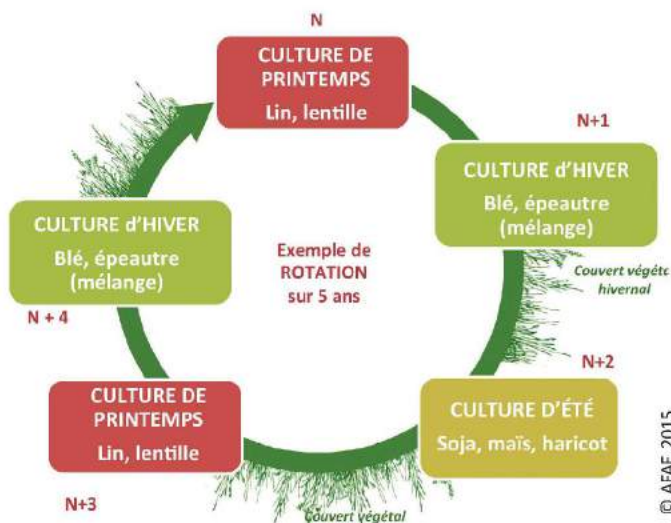 N
CULTURE DE
PRINTEMPS
Lin, lentille
N+1
CULTURE d'HIVER
Blé, épeautre
(mélange)
Couvert végéta
hivernal
N+2
CULTURE D'ÉTÉ
Soja, maïs, haricot
Couvert végétal
N+3
CULTURE DE
PRINTEMPS
Lin, lentille
N + 4
CULTURE d'HIVER
Blé, épeautre
(mélange)
Exemple de
ROTATION
sur 5 ans
© AFAF 2015